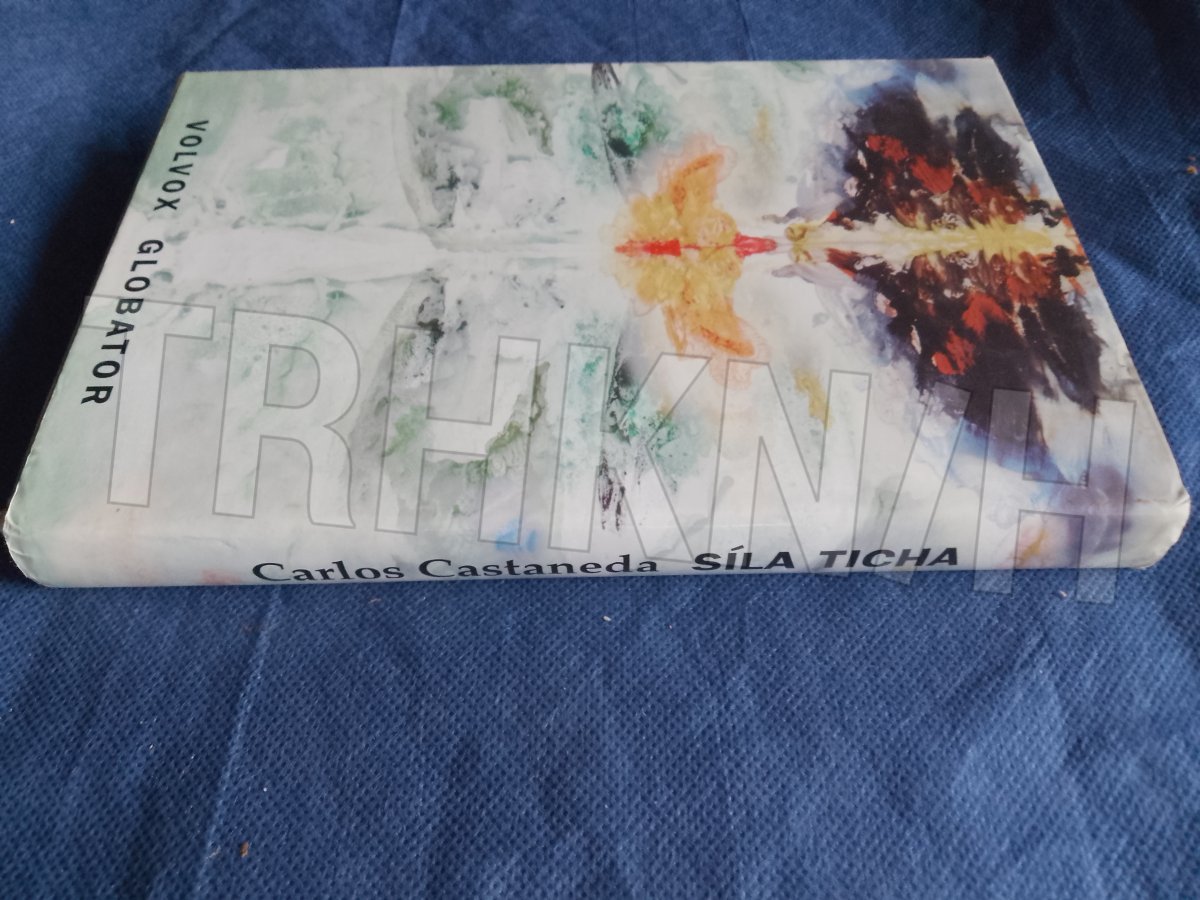 VOLVOX GLOBATOR
TRHKNIH
Carlos Castaneda SÍLA TICHA